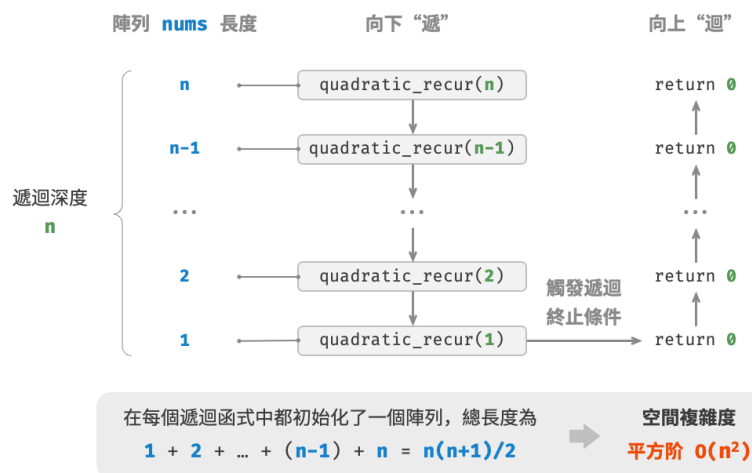 陣列 nums 長度 向下“遞” 向上“迴”
n quadratic_recur(n) return 0
n-1 quadratic_recur(n-1) return 0
遞迴深度
n
... ... ...
2 quadratic_recur(2) return 0
觸發遞迴
終止條件
1 quadratic_recur(1) return 0
在每個遞迴函式中都初始化了一個陣列，總長度為
1 + 2 + … + (n-1) + n = n(n+1)/2
空間複雜度
平方阶 O(n²)